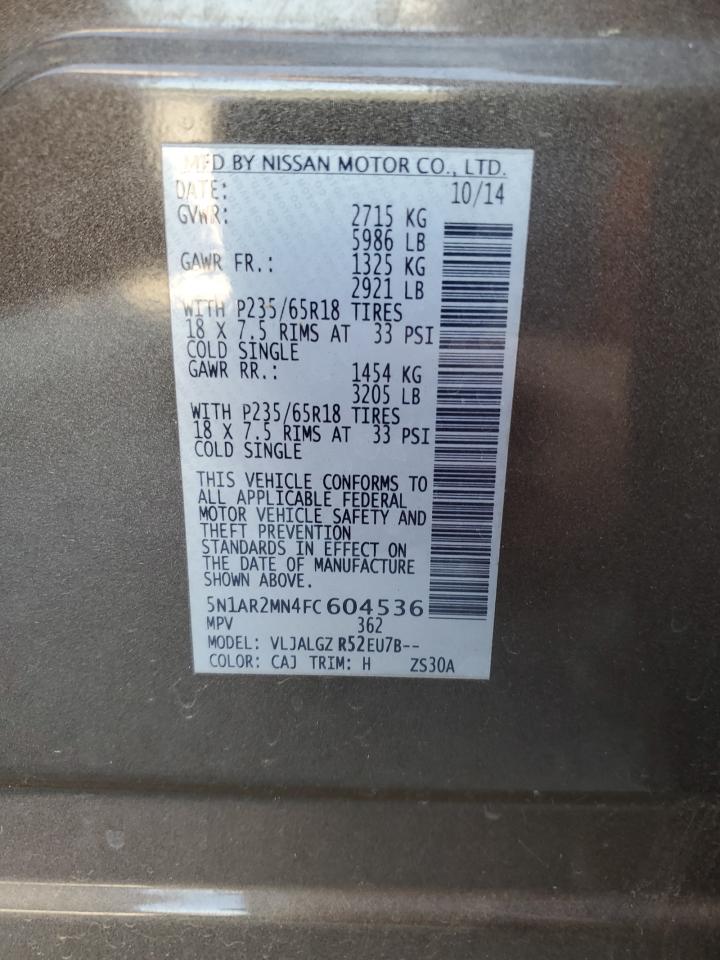 MFD BY NISSAN MOTOR CO., LTD.
DATE: 10/14
GVWR: 2715 KG
5986 LB
GAWR FR.: 1325 KG
2921 LB
WITH P235/65R18 TIRES
18 X 7.5 RIMS AT 33 PSI
COLD SINGLE
GAWR RR.: 1454 KG
3205 LB
WITH P235/65R18 TIRES
18 X 7.5 RIMS AT 33 PSI
COLD SINGLE
THIS VEHICLE CONFORMS TO
ALL APPLICABLE FEDERAL
MOTOR VEHICLE SAFETY AND
THEFT PREVENTION
STANDARDS IN EFFECT ON
THE DATE OF MANUFACTURE
SHOWN ABOVE.
5N1AR2MN4FC604536
MPV 362
MODEL: VLJALGZ R52EU7B--
COLOR: CAJ TRIM: H ZS30A